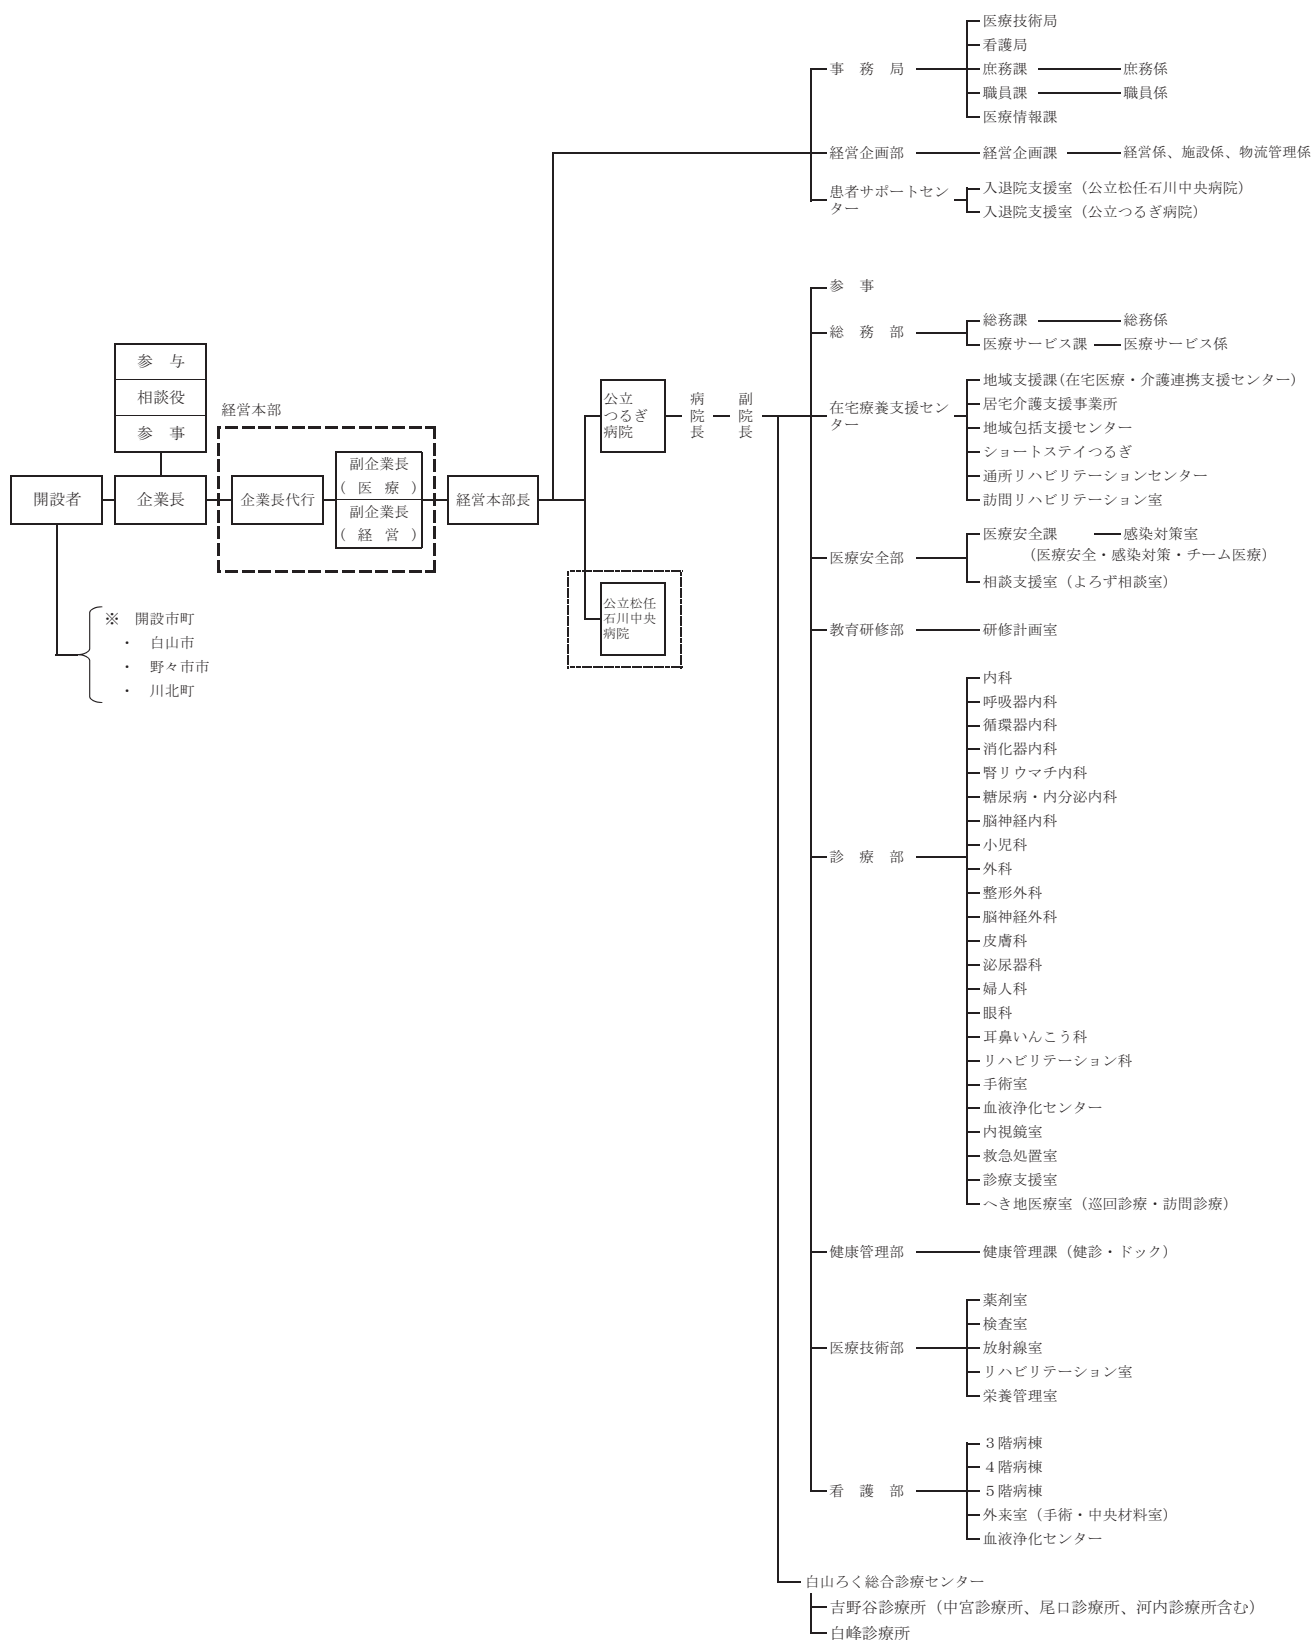 医療技術局
看護局
事　務　局
庶務課
庶務係
職員課
職員係
医療情報課
経営企画部
経営企画課
経営係、施設係、物流管理係
患者サポートセン
ター
入退院支援室（公立松任石川中央病院）
入退院支援室（公立つるぎ病院）
参　与
相談役
参　事
経営本部
開設者
企業長
企業長代行
副企業長
（　医　療　）
副企業長
（　経　営　）
経営本部長
※　開設市町
・　白山市
・　野々市市
・　川北町
公立
つるぎ
病院
病院長
副院長
公立松任
石川中央
病院
参　事
総　務　部
総務課
総務係
医療サービス課
医療サービス係
在宅療養支援セン
ター
地域支援課（在宅医療・介護連携支援センター）
居宅介護支援事業所
地域包括支援センター
ショートステイつるぎ
通所リハビリテーションセンター
訪問リハビリテーション室
医療安全部
医療安全課
感染対策室
（医療安全・感染対策・チーム医療）
相談支援室（よろず相談室）
教育研修部
研修計画室
診　療　部
内科
呼吸器内科
循環器内科
消化器内科
腎リウマチ内科
糖尿病・内分泌内科
脳神経内科
小児科
外科
整形外科
脳神経外科
皮膚科
泌尿器科
婦人科
眼科
耳鼻いんこう科
リハビリテーション科
手術室
血液浄化センター
内視鏡室
救急処置室
診療支援室
へき地医療室（巡回診療・訪問診療）
健康管理部
健康管理課（健診・ドック）
医療技術部
薬剤室
検査室
放射線室
リハビリテーション室
栄養管理室
看　護　部
３階病棟
４階病棟
５階病棟
外来室（手術・中央材料室）
血液浄化センター
白山ろく総合診療センター
吉野谷診療所（中宮診療所、尾口診療所、河内診療所含む）
白峰診療所